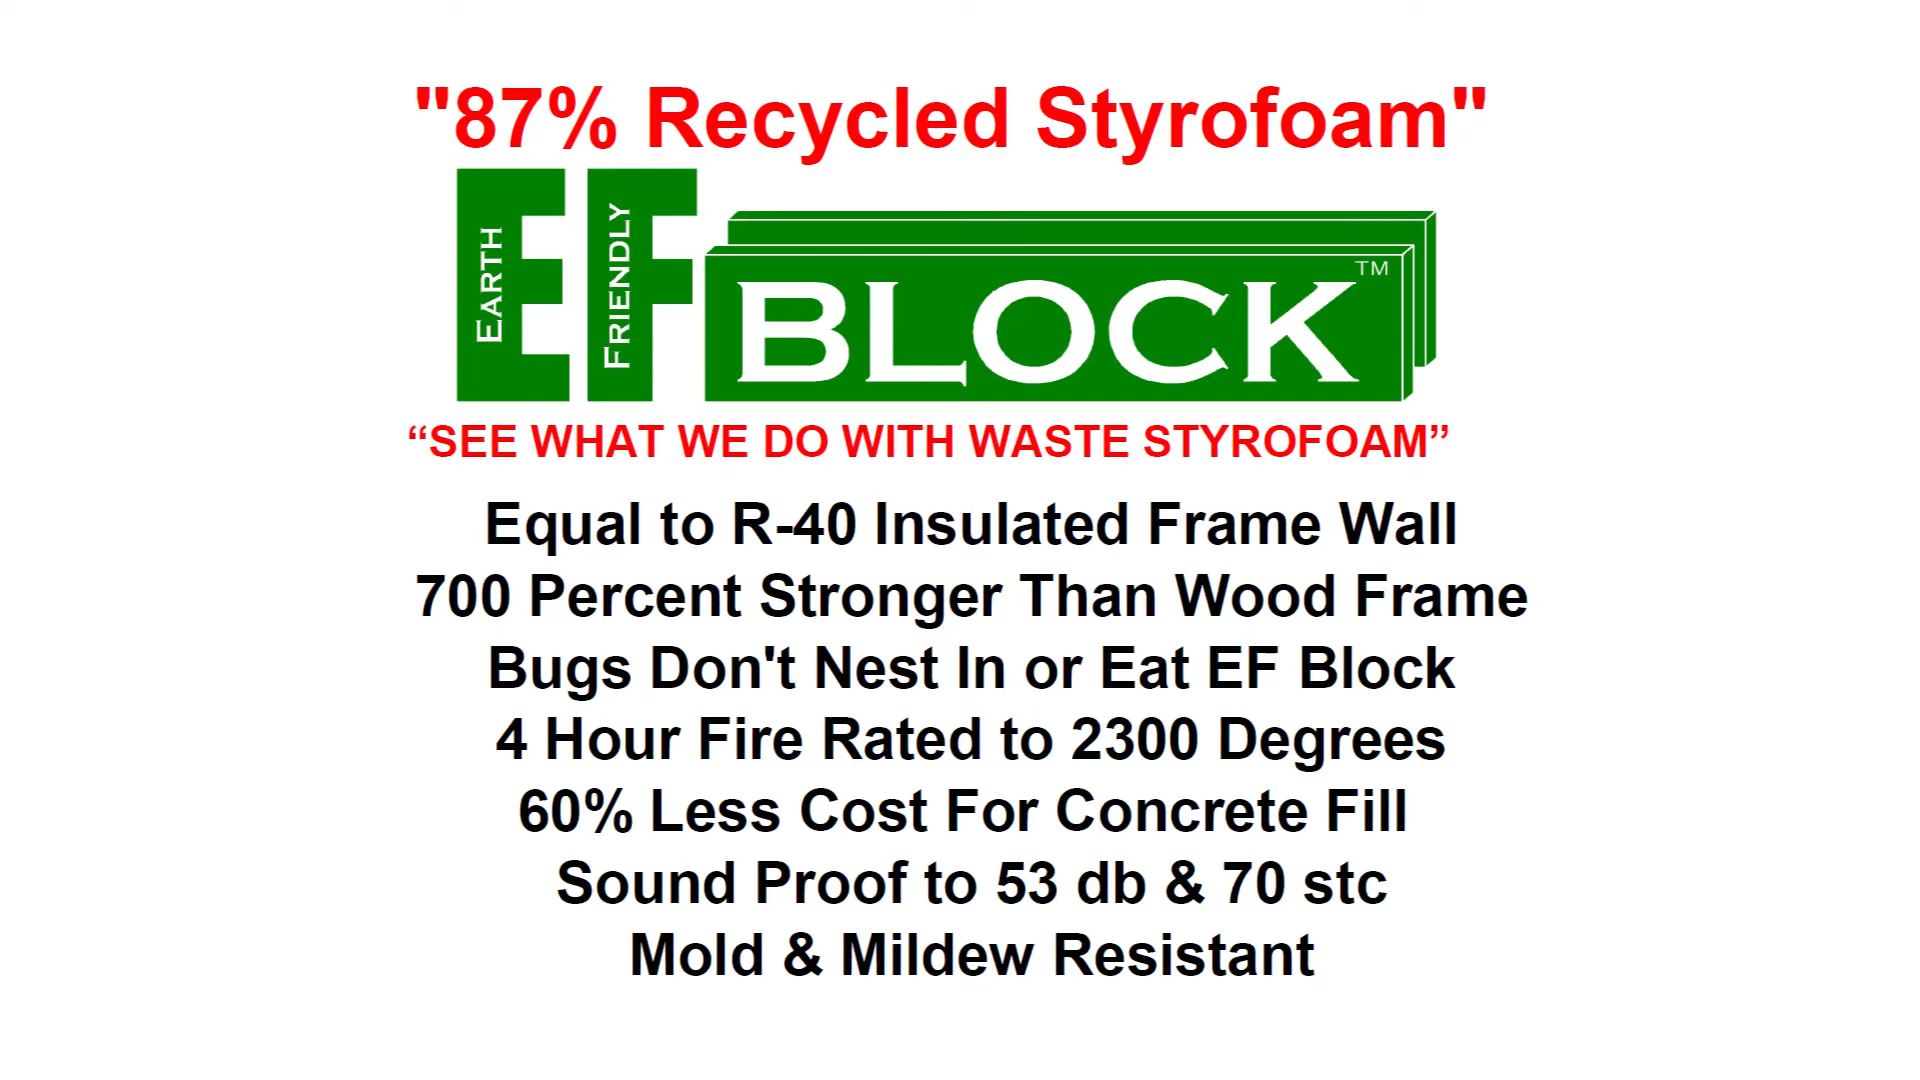 "87% Recycled Styrofoam"
EARTH FRIENDLY
EF BLOCK™
“SEE WHAT WE DO WITH WASTE STYROFOAM”
Equal to R-40 Insulated Frame Wall
700 Percent Stronger Than Wood Frame
Bugs Don't Nest In or Eat EF Block
4 Hour Fire Rated to 2300 Degrees
60% Less Cost For Concrete Fill
Sound Proof to 53 db & 70 stc
Mold & Mildew Resistant